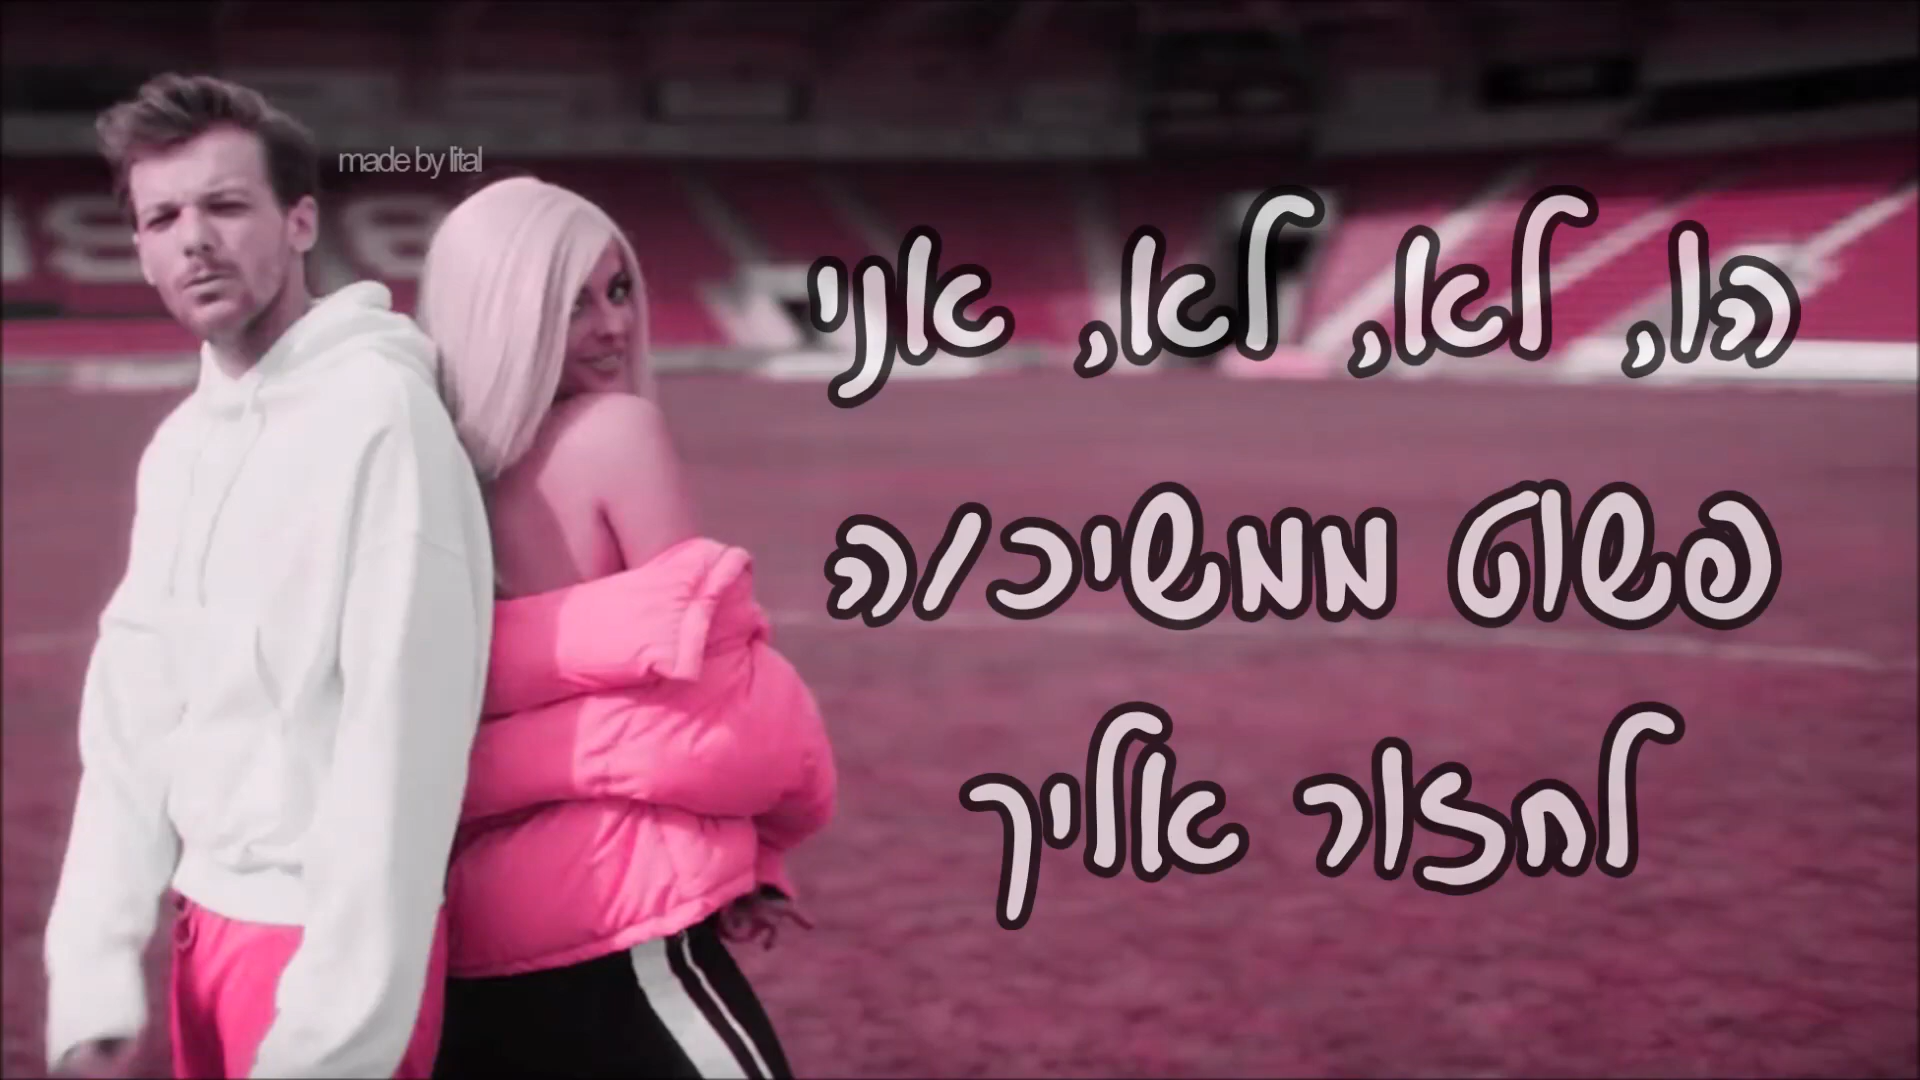 made by lital
הו, לא, לא, אני
פשוט ממשיכ/ה
לחזור אליך